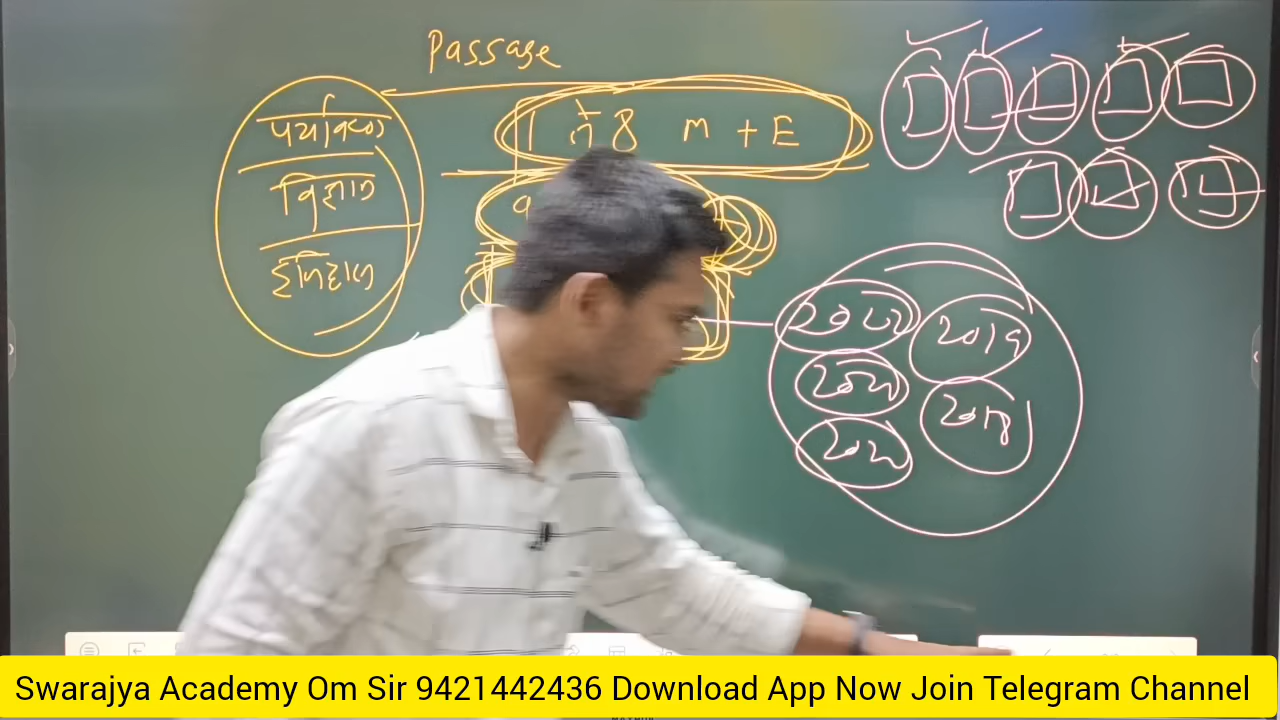 Passage
1 ते 8 m + E
पर्यावरण
विज्ञान
इतिहास
2022 2019
2021 2018
2020
Swarajya Academy Om Sir 9421442436 Download App Now Join Telegram Channel